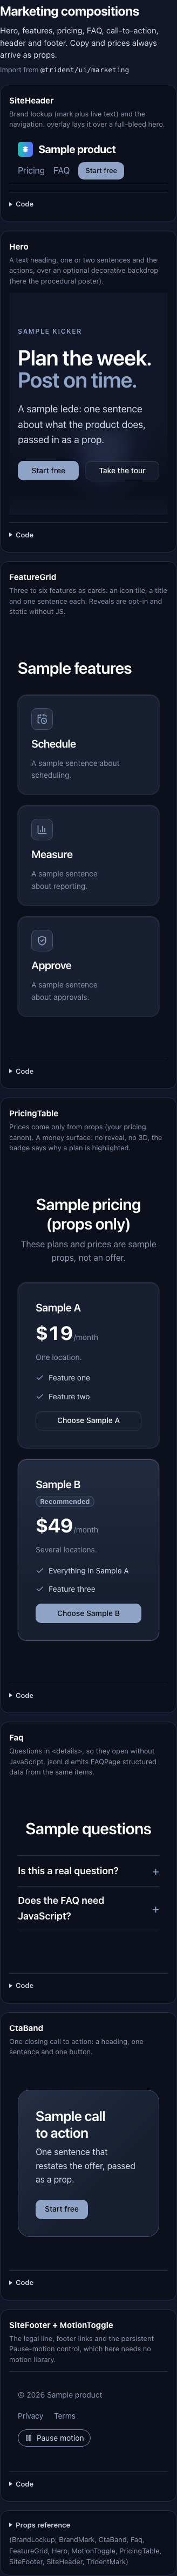 Marketing compositions
Hero, features, pricing, FAQ, call-to-action,
header and footer. Copy and prices always
arrive as props.
Import from @trident/ui/marketing
SiteHeader
Brand lockup (mark plus live text) and the
navigation. overlay lays it over a full-bleed hero.
Sample product
Pricing FAQ Start free
Code
Hero
A text heading, one or two sentences and the
actions, over an optional decorative backdrop
(here the procedural poster).
SAMPLE KICKER
Plan the week.
Post on time.
A sample lede: one sentence
about what the product does,
passed in as a prop.
Start free Take the tour
Code
FeatureGrid
Three to six features as cards: an icon tile, a title
and one sentence each. Reveals are opt-in and
static without JS.
Sample features
Schedule
A sample sentence about
scheduling.
Measure
A sample sentence
about reporting.
Approve
A sample sentence
about approvals.
Code
PricingTable
Prices come only from props (your pricing
canon). A money surface: no reveal, no 3D, the
badge says why a plan is highlighted.
Sample pricing
(props only)
These plans and prices are sample
props, not an offer.
Sample A
$19/month
One location.
Feature one
Feature two
Choose Sample A
Sample B
Recommended
$49/month
Several locations.
Everything in Sample A
Feature three
Choose Sample B
Code
Faq
Questions in <details>, so they open without
JavaScript. jsonLd emits FAQPage structured
data from the same items.
Sample questions
Is this a real question? +
Does the FAQ need
JavaScript? +
Code
CtaBand
One closing call to action: a heading, one
sentence and one button.
Sample call
to action
One sentence that
restates the offer, passed
as a prop.
Start free
Code
SiteFooter + MotionToggle
The legal line, footer links and the persistent
Pause-motion control, which here needs no
motion library.
© 2026 Sample product
Privacy Terms
Pause motion
Code
Props reference
(BrandLockup, BrandMark, CtaBand, Faq,
FeatureGrid, Hero, MotionToggle, PricingTable,
SiteFooter, SiteHeader, TridentMark)